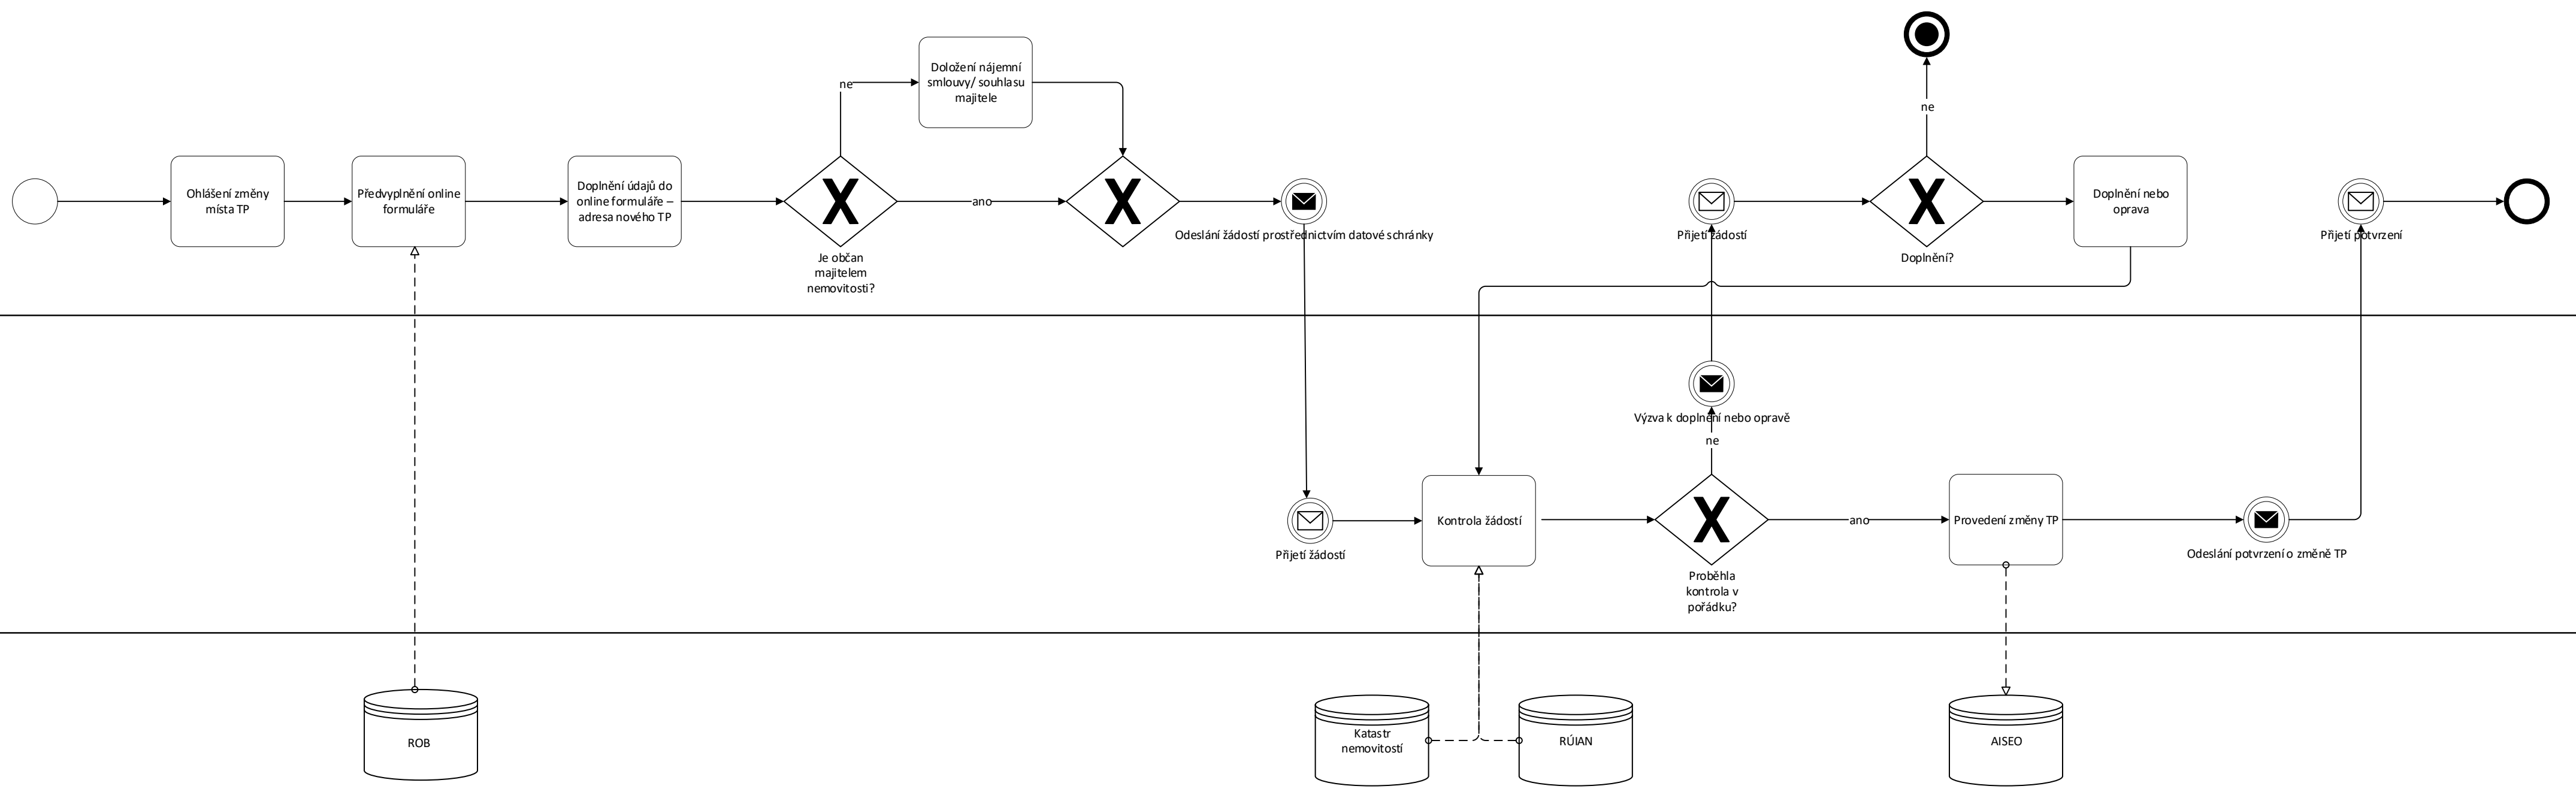 Ohlášení změny
místa TP
Předvyplnění online
formuláře
Doplnění údajů do
online formuláře –
adresa nového TP
Je občan
majitelem
nemovitosti?
ne
Doložení nájemní
smlouvy/ souhlasu
majitele
ano
Odeslání žádostí prostřednictvím datové schránky
Přijetí žádostí
Doplnění?
ne
Doplnění nebo
oprava
Přijetí potvrzení
Výzva k doplnění nebo opravě
ne
Přijetí žádostí
Kontrola žádostí
Proběhla
kontrola v
pořádku?
ano
Provedení změny TP
Odeslání potvrzení o změně TP
ROB
Katastr
nemovitostí
RÚIAN
AISEO